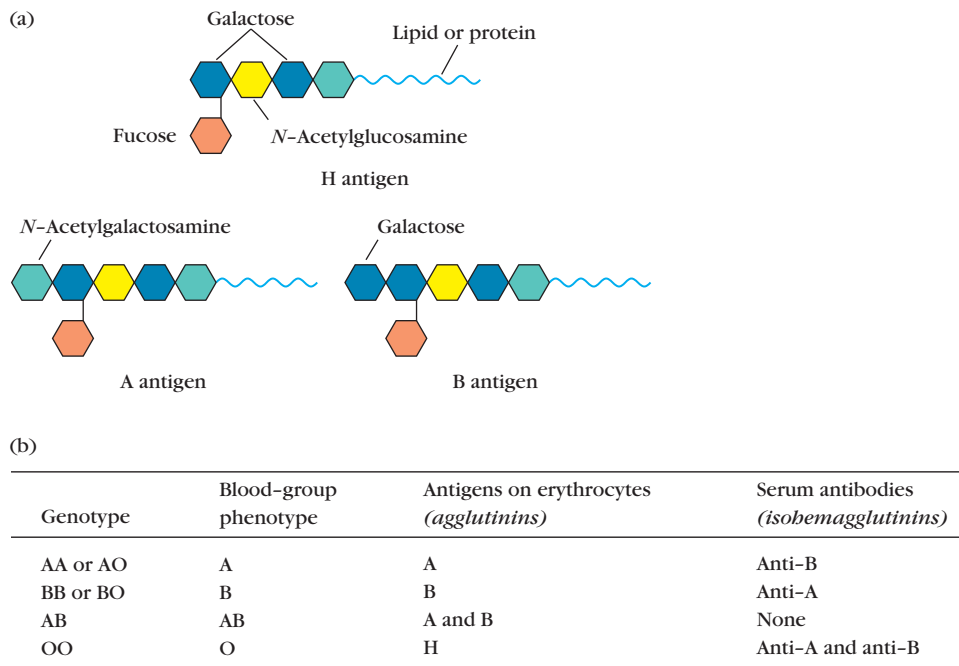 (a)
Galactose
Lipid or protein
Fucose
N-Acetylglucosamine
H antigen
N-Acetylgalactosamine
Galactose
A antigen
B antigen
(b)
Genotype
Blood-group phenotype
Antigens on erythrocytes (agglutinins)
Serum antibodies (isohemagglutinins)
AA or AO A A Anti-B
BB or BO B B Anti-A
AB AB A and B None
OO O H Anti-A and anti-B